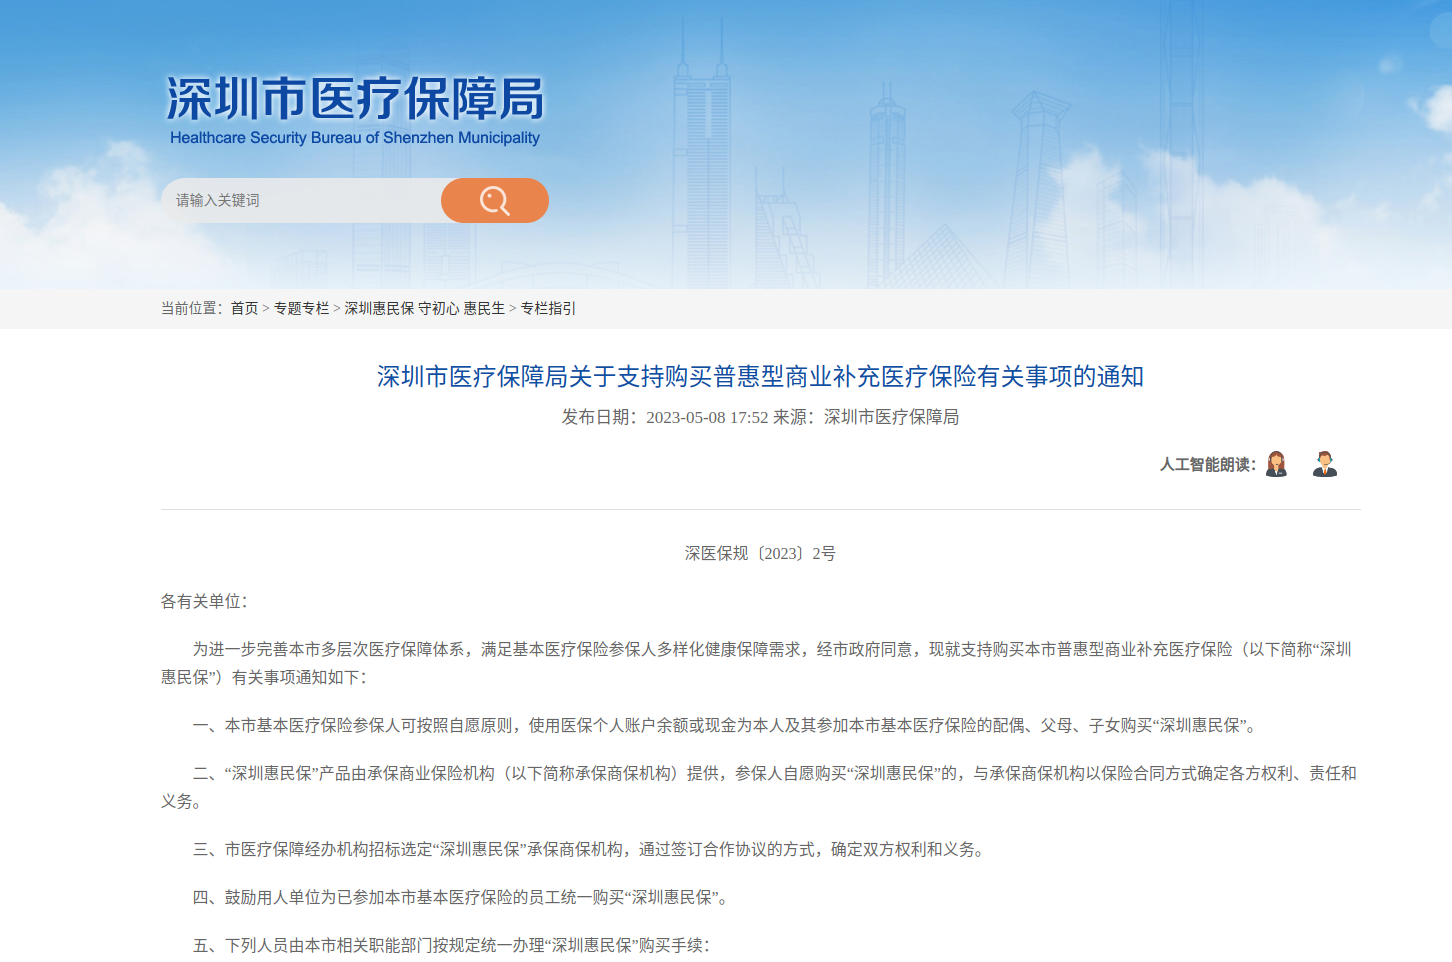 深圳市医疗保障局
Healthcare Security Bureau of Shenzhen Municipality
请输入关键词
当前位置：首页 > 专题专栏 > 深圳惠民保 守初心 惠民生 > 专栏指引
深圳市医疗保障局关于支持购买普惠型商业补充医疗保险有关事项的通知
发布日期：2023-05-08 17:52 来源：深圳市医疗保障局
人工智能朗读：
深医保规〔2023〕2号
各有关单位：
为进一步完善本市多层次医疗保障体系，满足基本医疗保险参保人多样化健康保障需求，经市政府同意，现就支持购买本市普惠型商业补充医疗保险（以下简称“深圳
惠民保”）有关事项通知如下：
一、本市基本医疗保险参保人可按照自愿原则，使用医保个人账户余额或现金为本人及其参加本市基本医疗保险的配偶、父母、子女购买“深圳惠民保”。
二、“深圳惠民保”产品由承保商业保险机构（以下简称承保商保机构）提供，参保人自愿购买“深圳惠民保”的，与承保商保机构以保险合同方式确定各方权利、责任和
义务。
三、市医疗保障经办机构招标选定“深圳惠民保”承保商保机构，通过签订合作协议的方式，确定双方权利和义务。
四、鼓励用人单位为已参加本市基本医疗保险的员工统一购买“深圳惠民保”。
五、下列人员由本市相关职能部门按规定统一办理“深圳惠民保”购买手续：